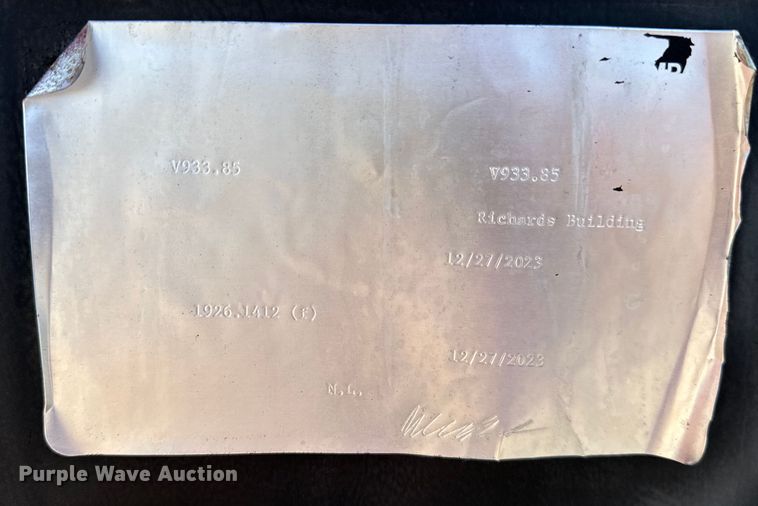 V933.85
V933.85
Richards Building
12/27/2023
1926.1412 (F)
12/27/2023
N.L.
Purple Wave Auction